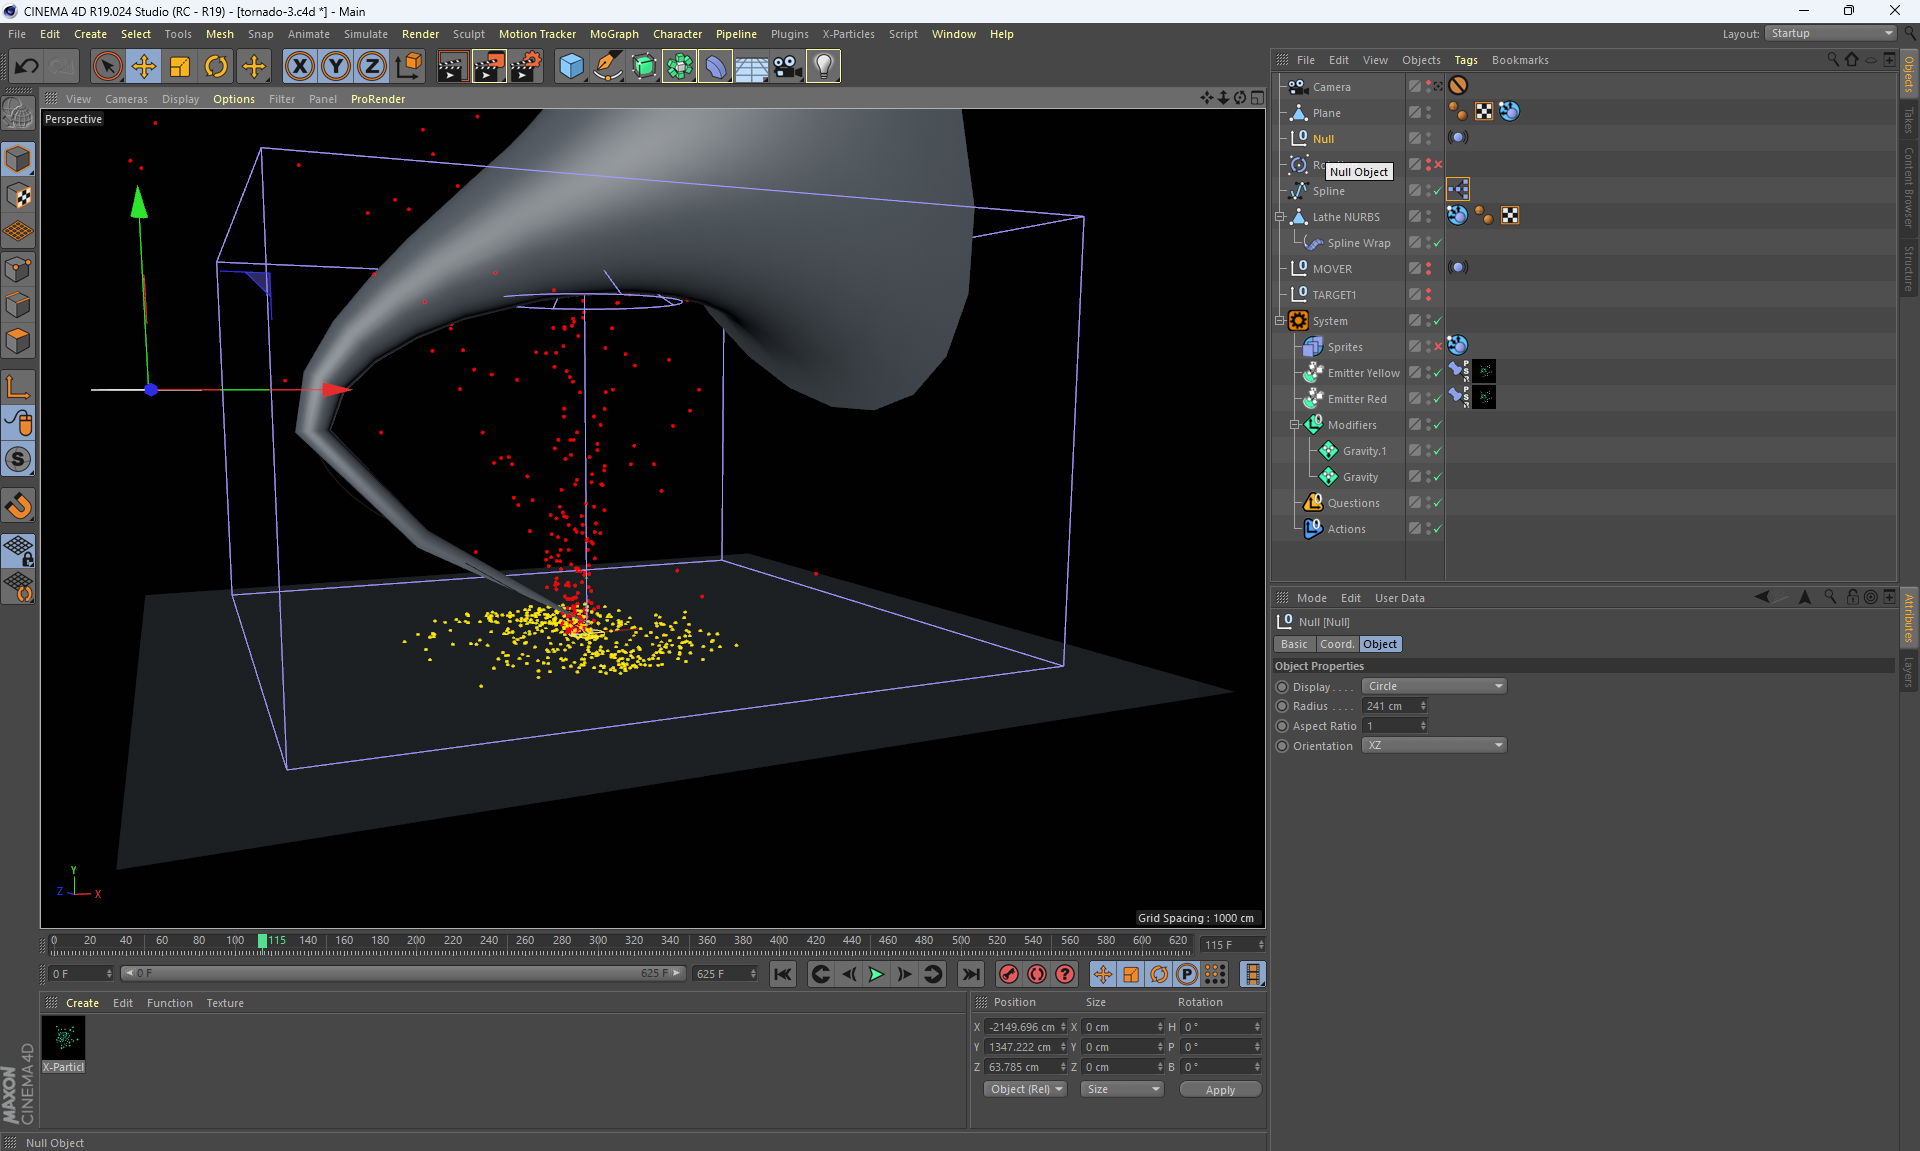 CINEMA 4D R19.024 Studio (RC - R19) - [tornado-3.c4d *] - Main
File Edit Create Select Tools Mesh Snap Animate Simulate Render Sculpt Motion Tracker MoGraph Character Pipeline Plugins X-Particles Script Window Help
Layout: Startup
View Cameras Display Options Filter Panel ProRender
Perspective
Grid Spacing : 1000 cm
Y
Z
X
File Edit View Objects Tags Bookmarks
Camera
Plane
Null
Null Object
Spline
Lathe NURBS
Spline Wrap
MOVER
TARGET1
System
Sprites
Emitter Yellow
Emitter Red
Modifiers
Gravity.1
Gravity
Questions
Actions
Objects
Takes
Content Browser
Structure
Mode Edit User Data
Null [Null]
Basic Coord. Object
Object Properties
Display . . . . Circle
Radius . . . . 241 cm
Aspect Ratio 1
Orientation XZ
Attributes
Layers
0 20 40 60 80 100 115 140 160 180 200 220 240 260 280 300 320 340 360 380 400 420 440 460 480 500 520 540 560 580 600 620
115 F
0 F 0 F 625 F 625 F
Create Edit Function Texture
X-Particl
MAXON
CINEMA 4D
Position Size Rotation
X -2149.696 cm X 0 cm H 0 °
Y 1347.222 cm Y 0 cm P 0 °
Z 63.785 cm Z 0 cm B 0 °
Object (Rel) Size Apply
Null Object